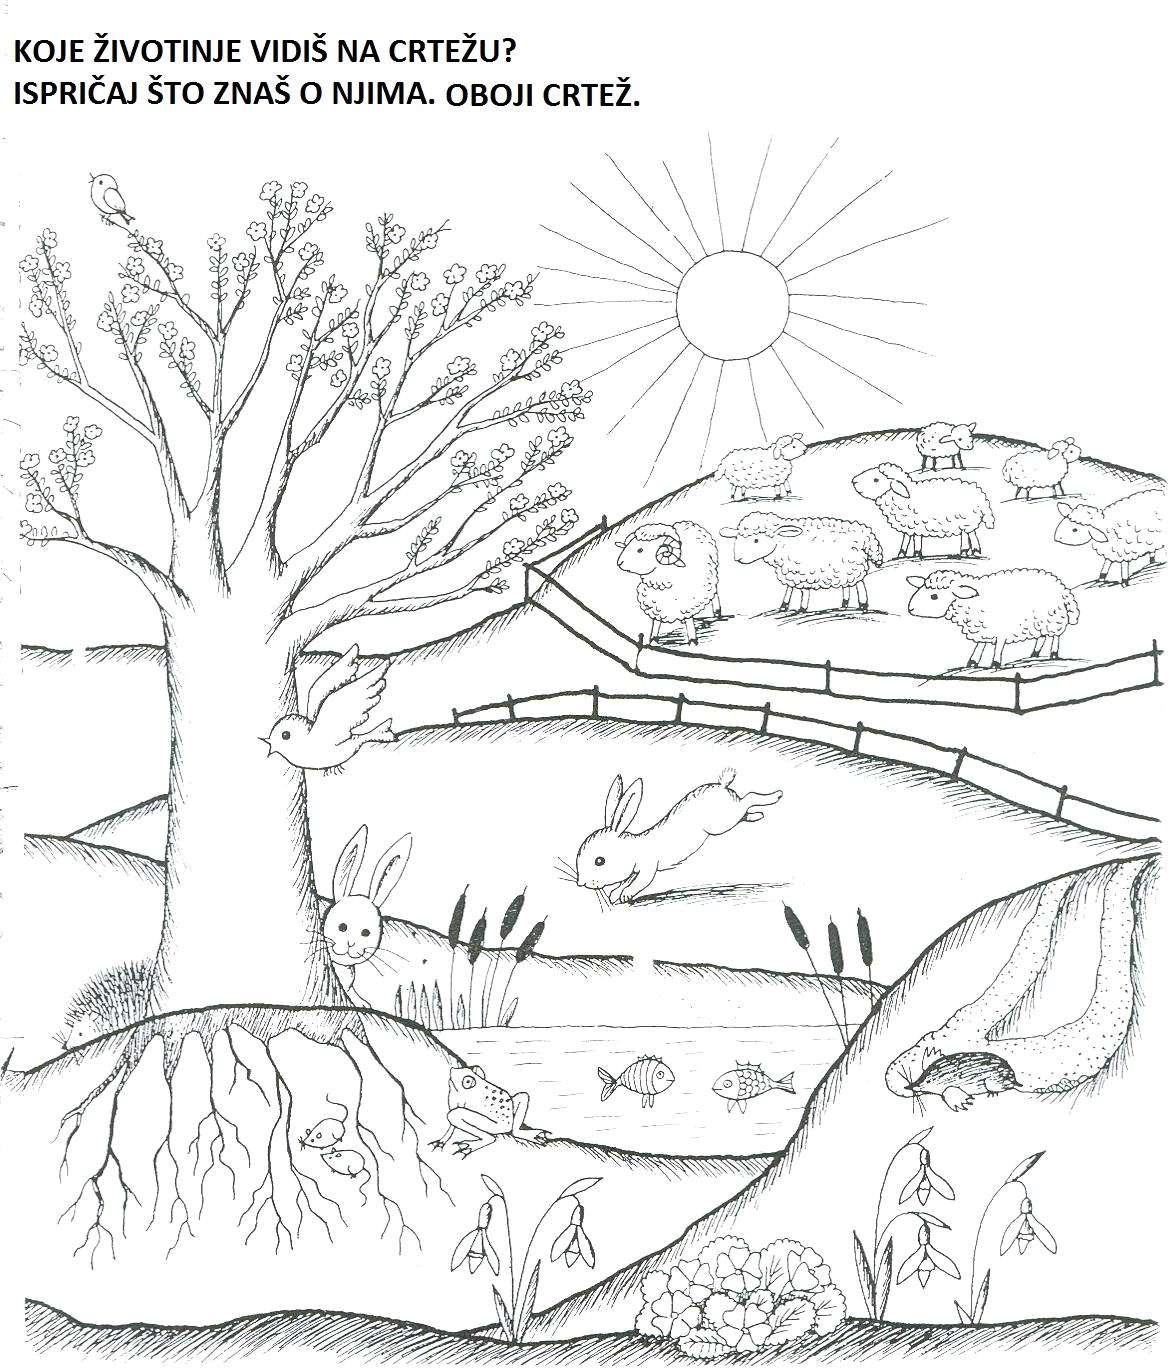 KOJE ŽIVOTINJE VIDIŠ NA CRTEŽU?
ISPRIČAJ ŠTO ZNAŠ O NJIMA. OBOJI CRTEŽ.